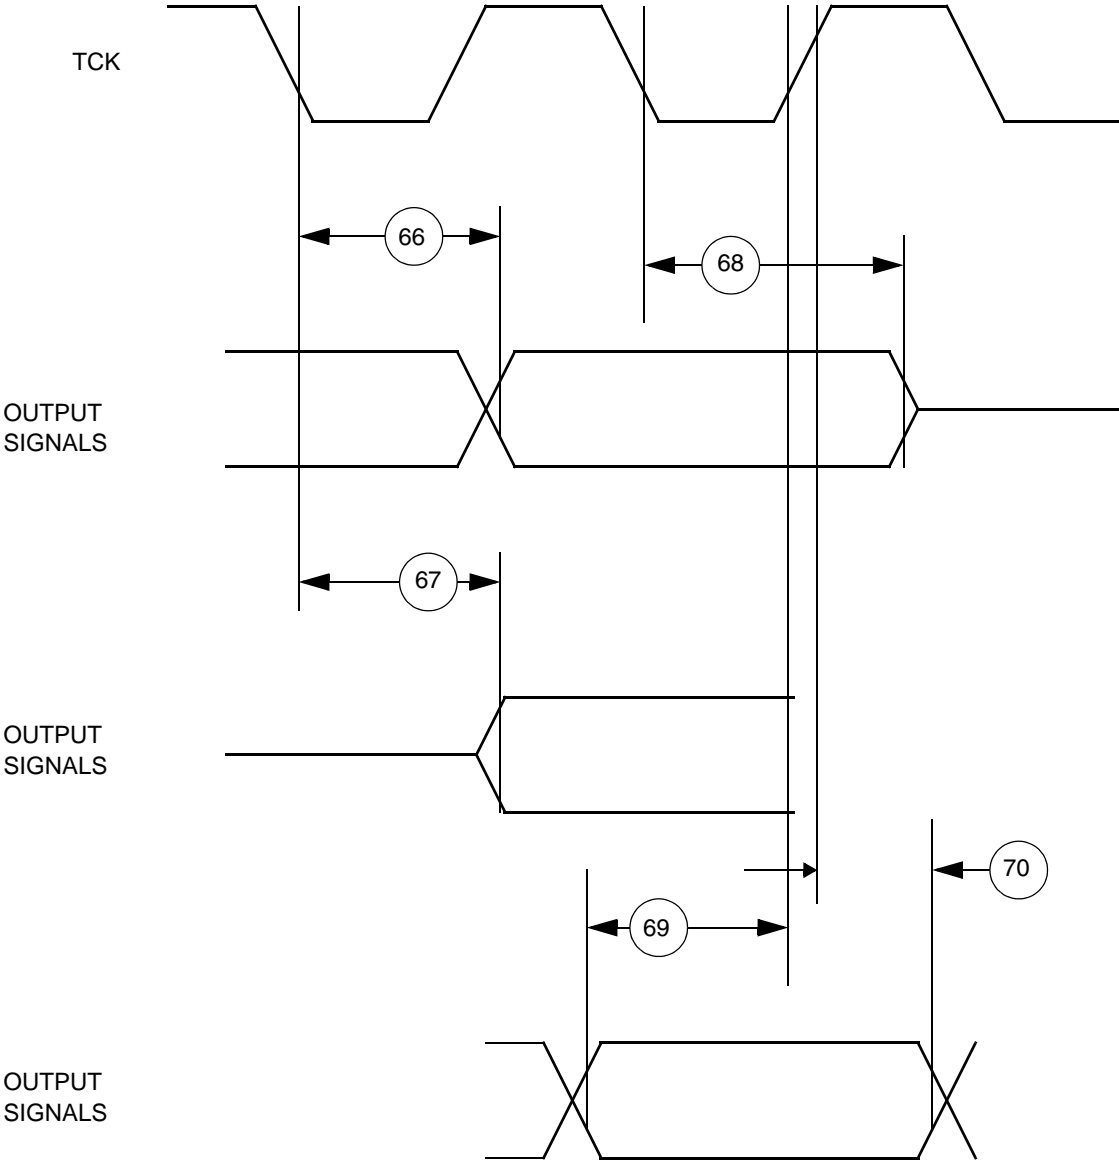 TCK
66
68
OUTPUT
SIGNALS
67
OUTPUT
SIGNALS
70
69
OUTPUT
SIGNALS